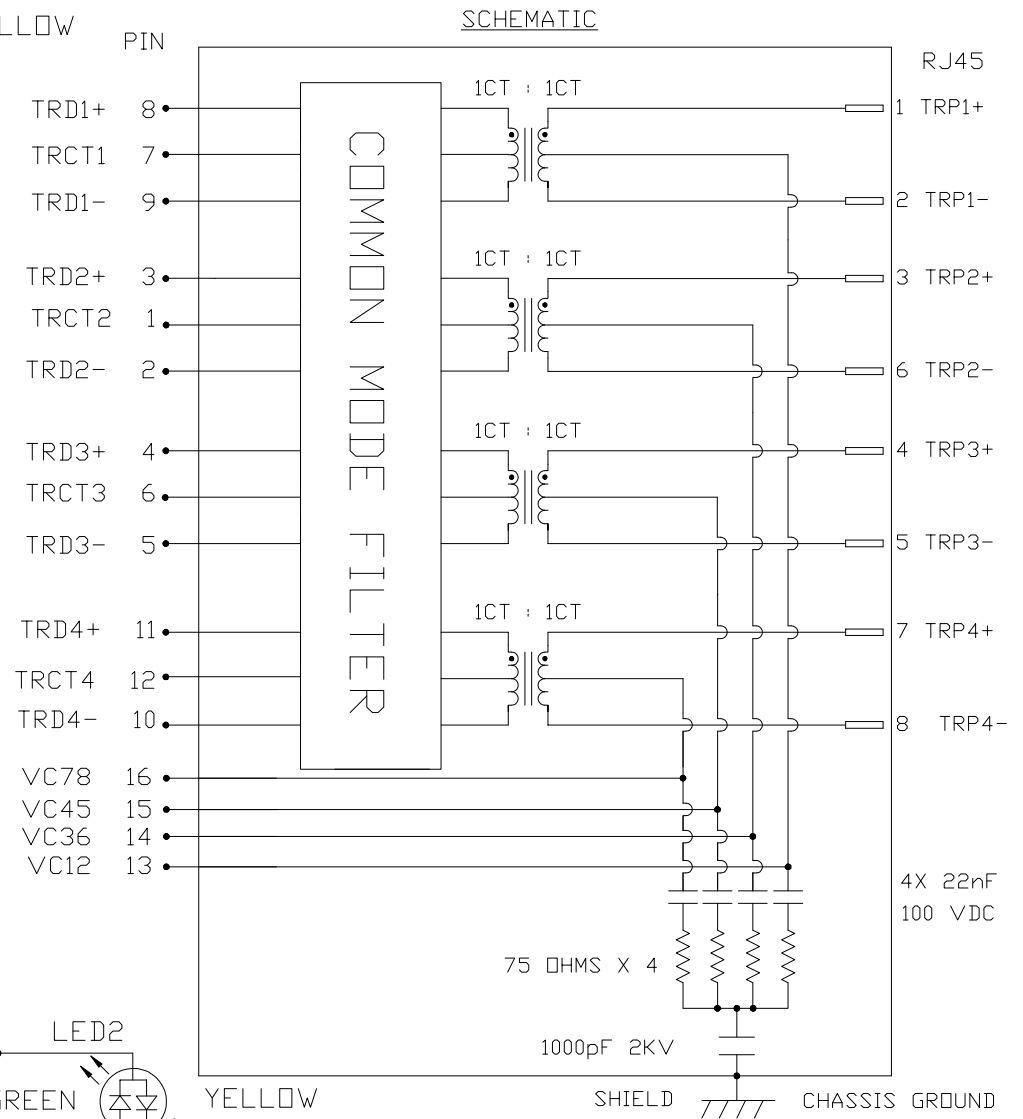 SCHEMATIC
LLOW
PIN
RJ45
1CT : 1CT
TRD1+ 8
1 TRP1+
TRCT1 7
TRD1- 9
2 TRP1-
1CT : 1CT
TRD2+ 3
3 TRP2+
TRCT2 1
TRD2- 2
6 TRP2-
1CT : 1CT
TRD3+ 4
4 TRP3+
TRCT3 6
TRD3- 5
5 TRP3-
1CT : 1CT
TRD4+ 11
7 TRP4+
TRCT4 12
TRD4- 10
8 TRP4-
COMMON MODE FILTER
VC78 16
VC45 15
VC36 14
VC12 13
4X 22nF
100 VDC
75 OHMS X 4
LED2
1000pF 2KV
GREEN
YELLOW
SHIELD
CHASSIS GROUND